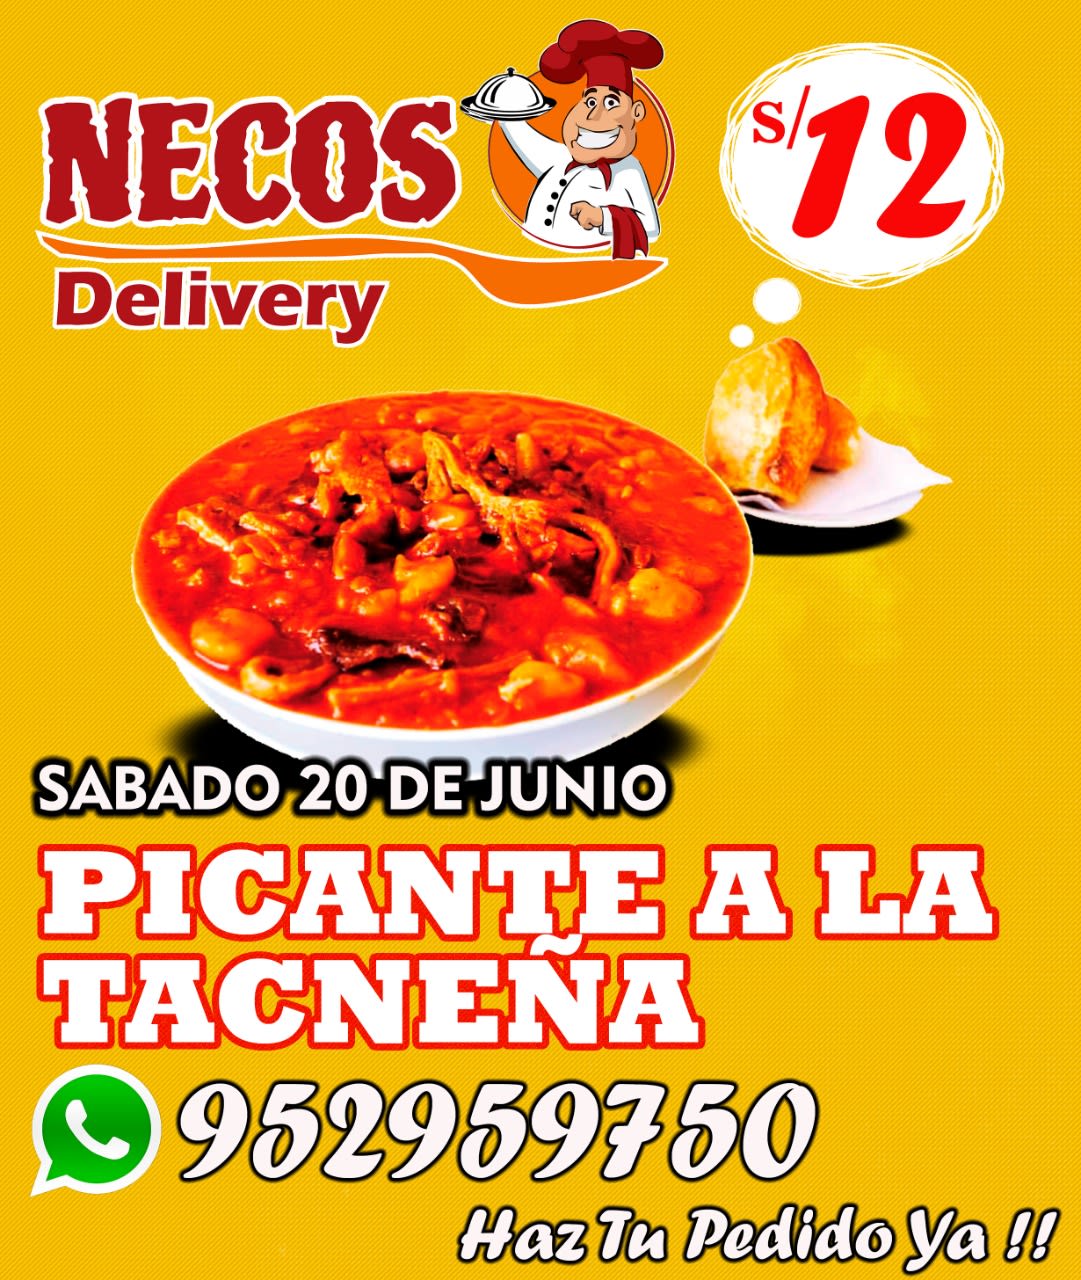 NECOS
Delivery
s/12
SABADO 20 DE JUNIO
PICANTE A LA
TACNEÑA
952959750
Haz Tu Pedido Ya !!